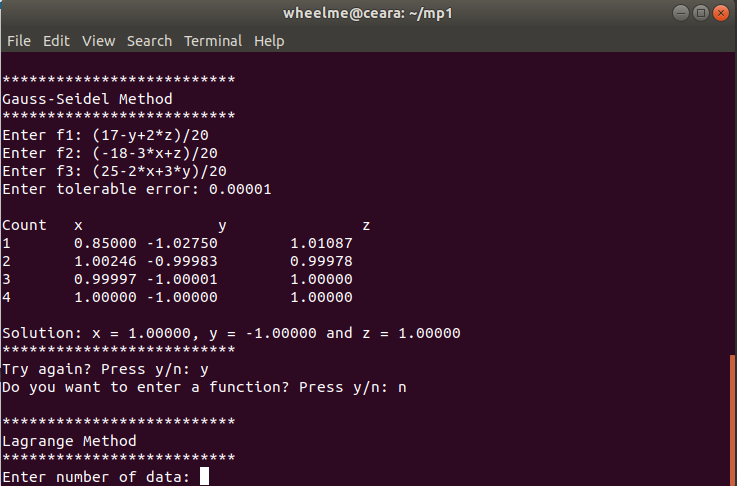 wheelme@ceara: ~/mp1
File Edit View Search Terminal Help
**************************
Gauss-Seidel Method
**************************
Enter f1: (17-y+2*z)/20
Enter f2: (-18-3*x+z)/20
Enter f3: (25-2*x+3*y)/20
Enter tolerable error: 0.00001
Count x y z
1 0.85000 -1.02750 1.01087
2 1.00246 -0.99983 0.99978
3 0.99997 -1.00001 1.00000
4 1.00000 -1.00000 1.00000
Solution: x = 1.00000, y = -1.00000 and z = 1.00000
**************************
Try again? Press y/n: y
Do you want to enter a function? Press y/n: n
**************************
Lagrange Method
**************************
Enter number of data: